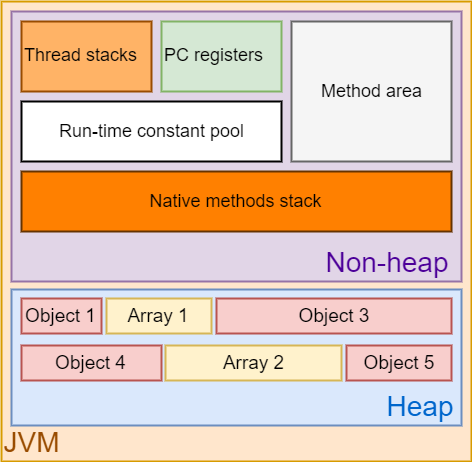 Thread stacks
PC registers
Method area
Run-time constant pool
Native methods stack
Non-heap
Object 1
Array 1
Object 3
Object 4
Array 2
Object 5
Heap
JVM